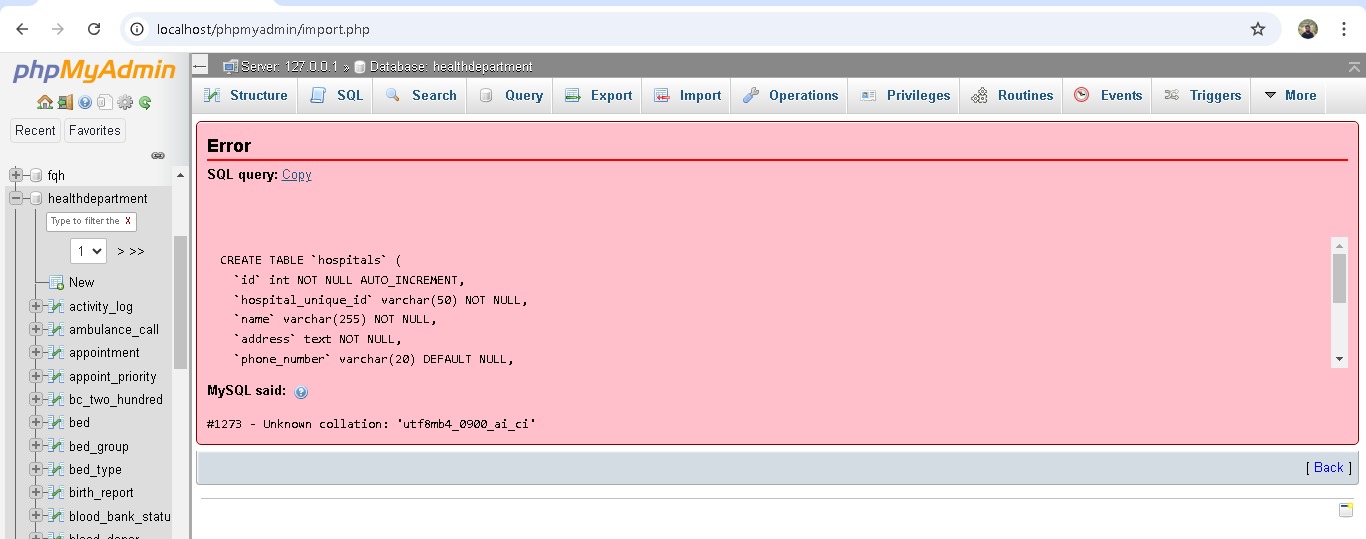 localhost/phpmyadmin/import.php
phpMyAdmin
Recent Favorites
fqh
healthdepartment
Type to filter the X
1 > >>
New
activity_log
ambulance_call
appointment
appoint_priority
bc_two_hundred
bed
bed_group
bed_type
birth_report
blood_bank_statu
Server: 127.0.0.1 » Database: healthdepartment
Structure SQL Search Query Export Import Operations Privileges Routines Events Triggers More
Error
SQL query: Copy
CREATE TABLE `hospitals` (
`id` int NOT NULL AUTO_INCREMENT,
`hospital_unique_id` varchar(50) NOT NULL,
`name` varchar(255) NOT NULL,
`address` text NOT NULL,
`phone_number` varchar(20) DEFAULT NULL,
MySQL said:
#1273 - Unknown collation: 'utf8mb4_0900_ai_ci'
[ Back ]